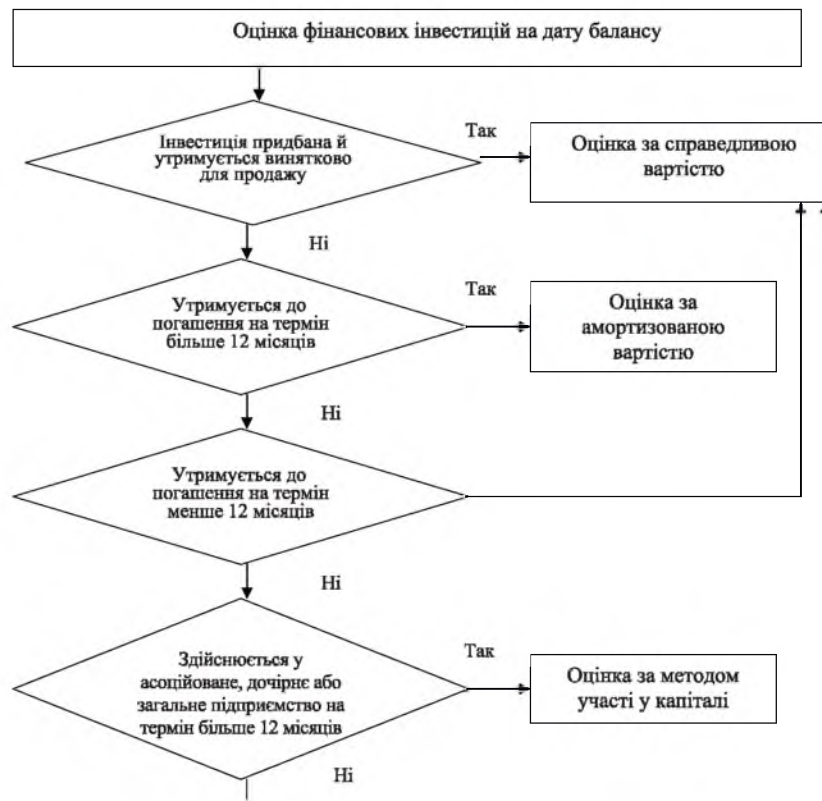 Оцінка фінансових інвестицій на дату балансу
Інвестиція придбана й
утримується винятково
для продажу
Так
Оцінка за справедливою
вартістю
Ні
Утримується до
погашення на термін
більше 12 місяців
Так
Оцінка за
амортизованою
вартістю
Ні
Утримується до
погашення на термін
менше 12 місяців
Ні
Здійснюється у
асоційоване, дочірнє або
загальне підприємство на
термін більше 12 місяців
Так
Оцінка за методом
участі у капіталі
Ні